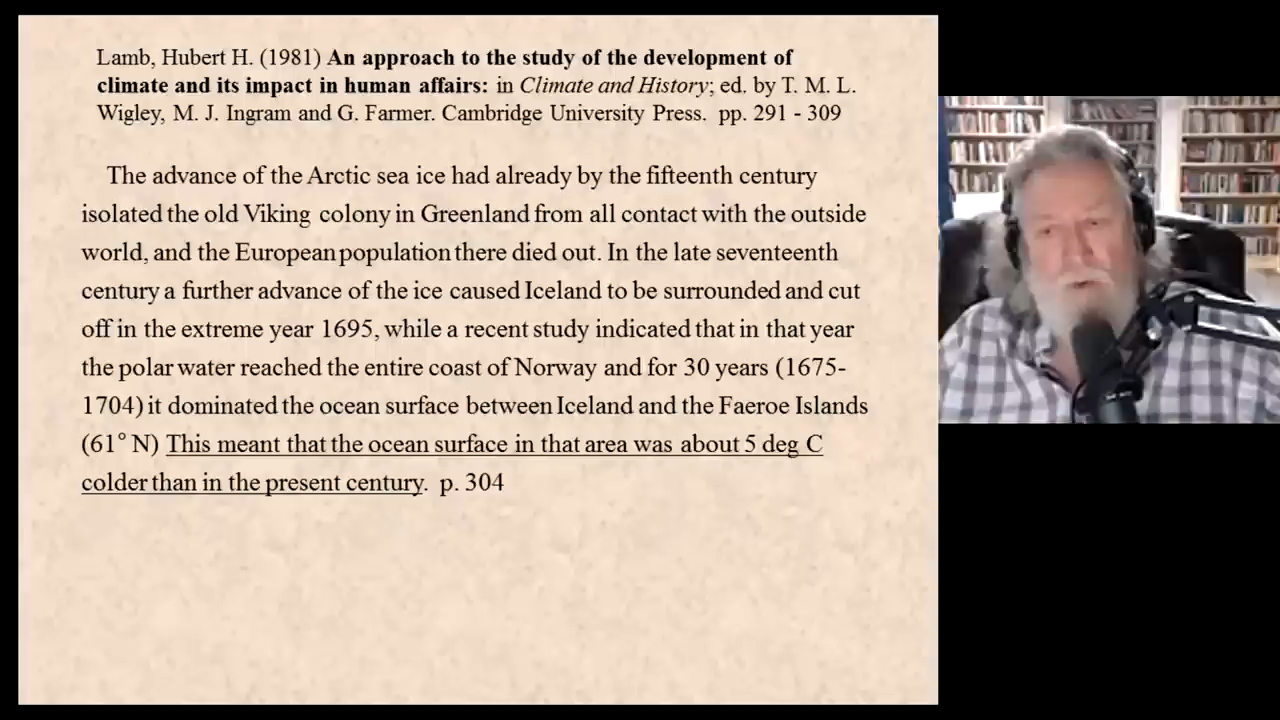 Lamb, Hubert H. (1981) An approach to the study of the development of
climate and its impact in human affairs: in Climate and History; ed. by T. M. L.
Wigley, M. J. Ingram and G. Farmer. Cambridge University Press. pp. 291 - 309
The advance of the Arctic sea ice had already by the fifteenth century
isolated the old Viking colony in Greenland from all contact with the outside
world, and the European population there died out. In the late seventeenth
century a further advance of the ice caused Iceland to be surrounded and cut
off in the extreme year 1695, while a recent study indicated that in that year
the polar water reached the entire coast of Norway and for 30 years (1675-
1704) it dominated the ocean surface between Iceland and the Faeroe Islands
(61° N) This meant that the ocean surface in that area was about 5 deg C
colder than in the present century. p. 304